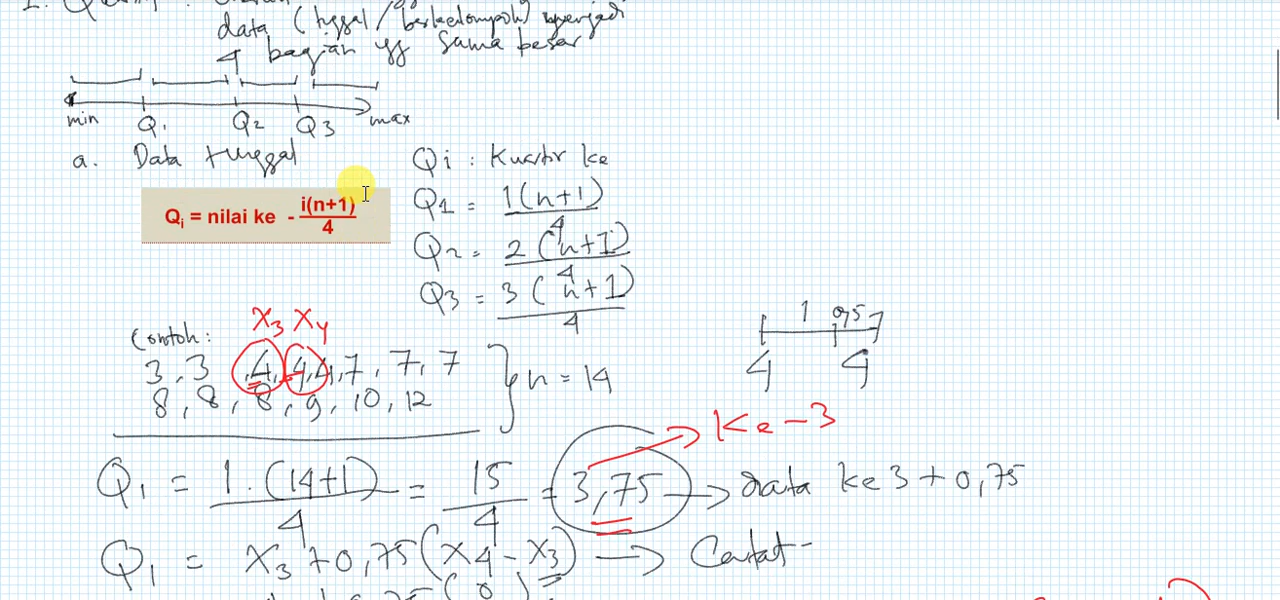 data (tggal/berkelompok) menjadi
4 bagian yg sama besar
min Q1 Q2 Q3 max
a. Data tunggal
Qi : Kuartir ke
Qi = nilai ke - i(n+1)/4
Q1 = 1(n+1)/4
Q2 = 2(n+1)/4
Q3 = 3(n+1)/4
Contoh:
X3 X4
3, 3, 4, 4, 4, 7, 7, 7
8, 8, 8, 9, 10, 12
} n = 14
1 0,75
4 4
Ke-3
Q1 = 1.(14+1)/4 = 15/4 = 3,75 → data ke 3 + 0,75
Q1 = X3 + 0,75(X4 - X3) →